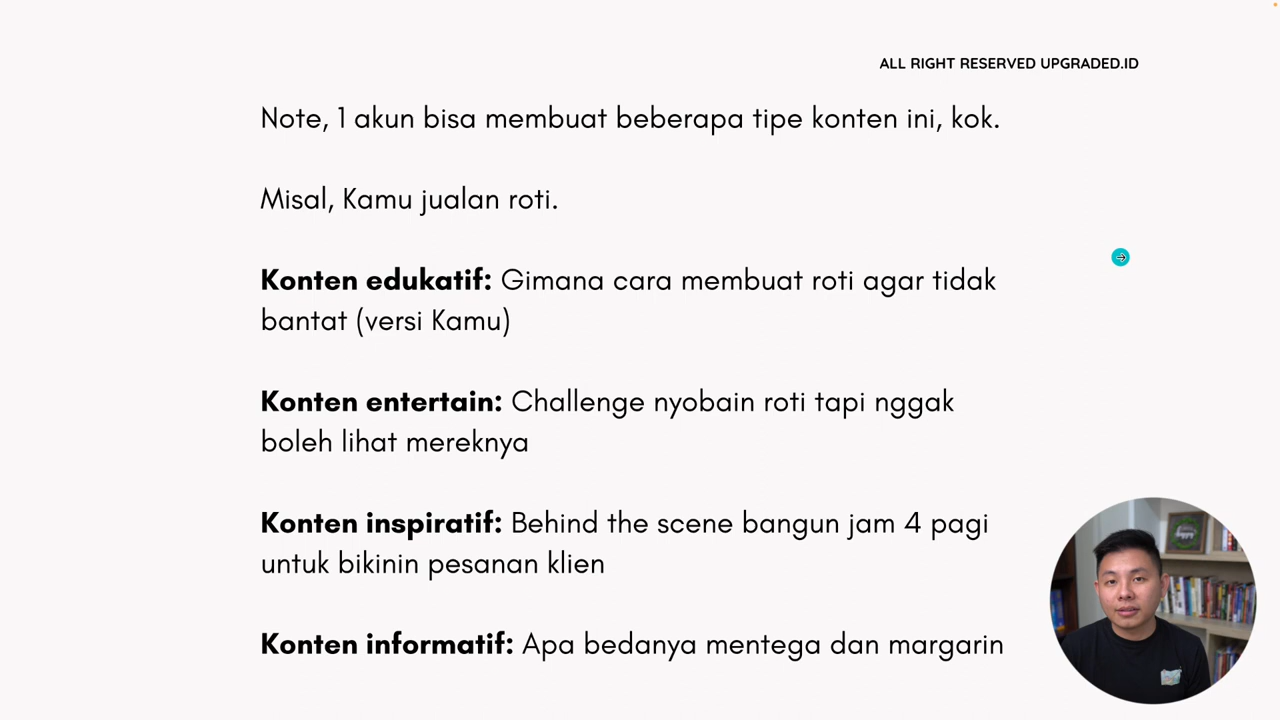 ALL RIGHT RESERVED UPGRADED.ID
Note, 1 akun bisa membuat beberapa tipe konten ini, kok.
Misal, Kamu jualan roti.
Konten edukatif: Gimana cara membuat roti agar tidak
bantat (versi Kamu)
Konten entertain: Challenge nyobain roti tapi nggak
boleh lihat mereknya
Konten inspiratif: Behind the scene bangun jam 4 pagi
untuk bikinin pesanan klien
Konten informatif: Apa bedanya mentega dan margarin